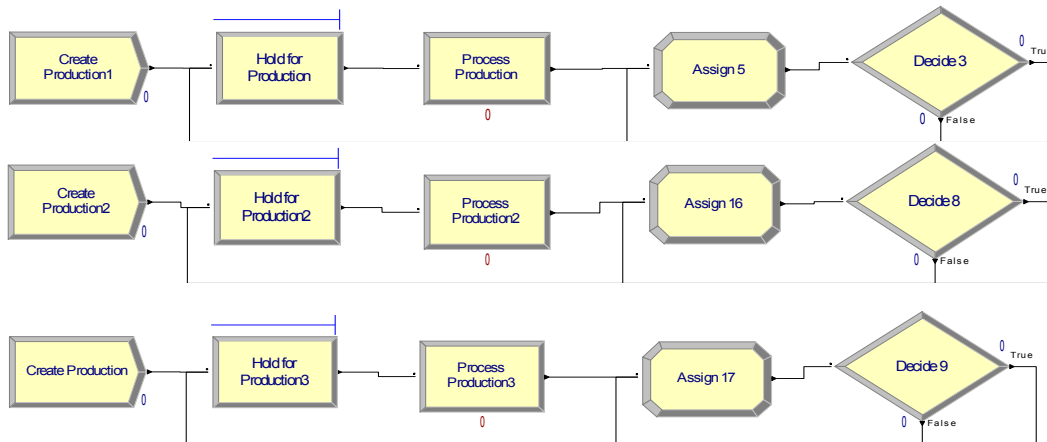 Create
Production1
0
Hold for
Production
Process
Production
0
Assign 5
Decide 3
0
True
0
False
Create
Production2
0
Hold for
Production2
Process
Production2
0
Assign 16
Decide 8
0
True
0
False
Create Production
0
Hold for
Production3
Process
Production3
0
Assign 17
Decide 9
0
True
0
False